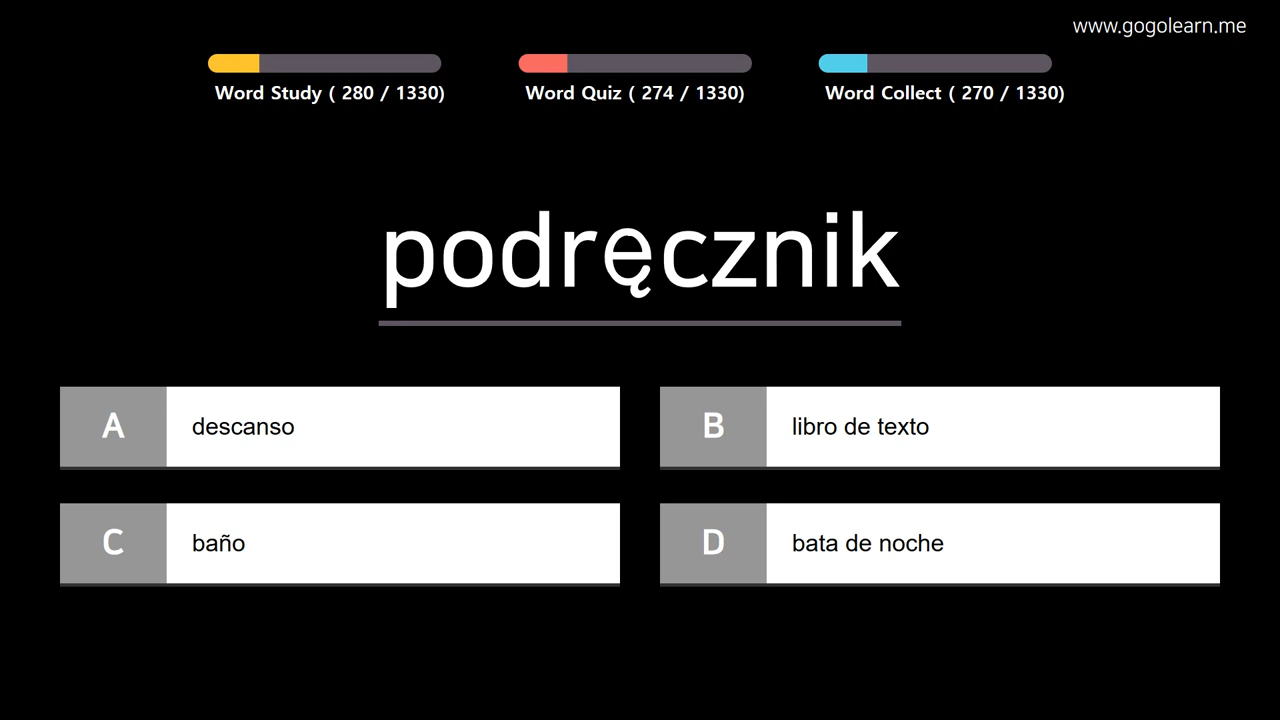 www.gogolearn.me
Word Study ( 280 / 1330)
Word Quiz ( 274 / 1330)
Word Collect ( 270 / 1330)
podręcznik
A descanso
B libro de texto
C baño
D bata de noche